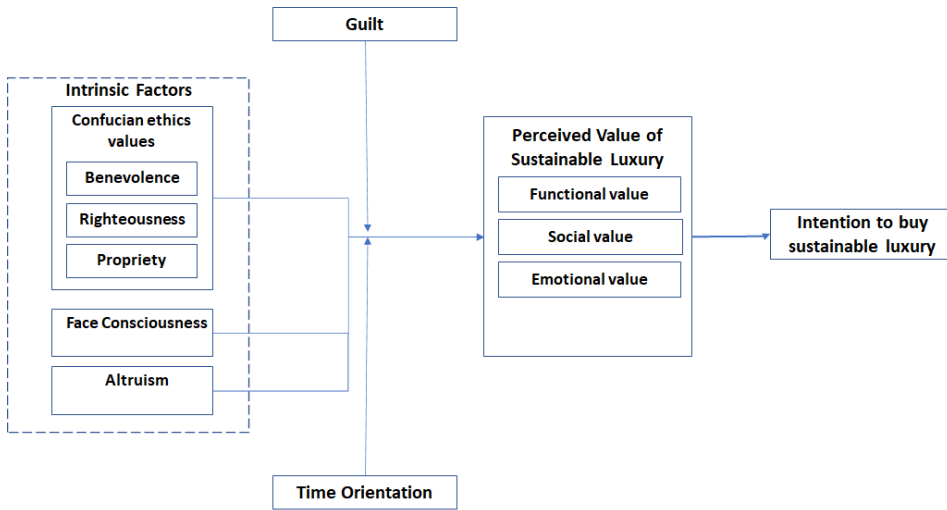 Guilt
Intrinsic Factors
Confucian ethics
values
Benevolence
Righteousness
Propriety
Face Consciousness
Altruism
Perceived Value of
Sustainable Luxury
Functional value
Social value
Emotional value
Intention to buy
sustainable luxury
Time Orientation